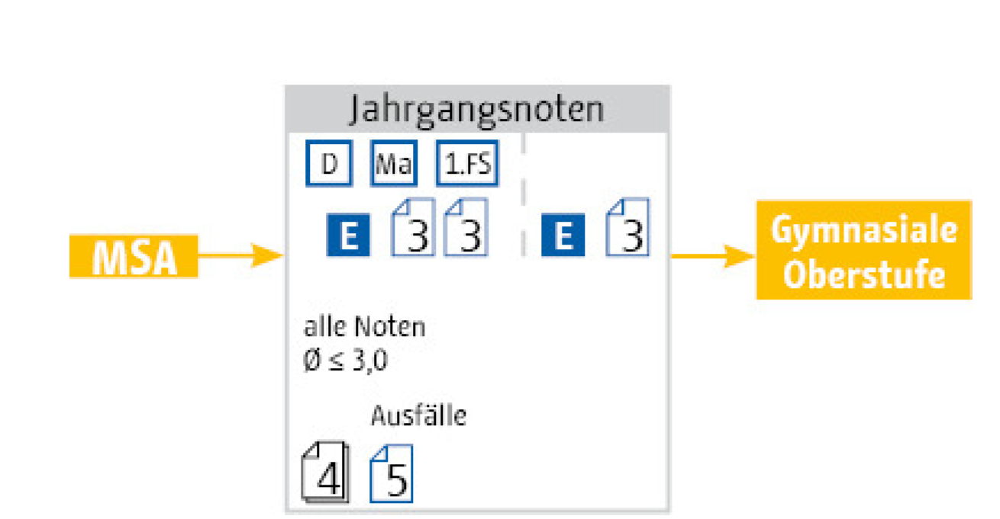 Jahrgangsnoten
D Ma 1.FS
E 3 3 E 3
MSA
Gymnasiale
Oberstufe
alle Noten
Ø ≤ 3,0
Ausfälle
4 5